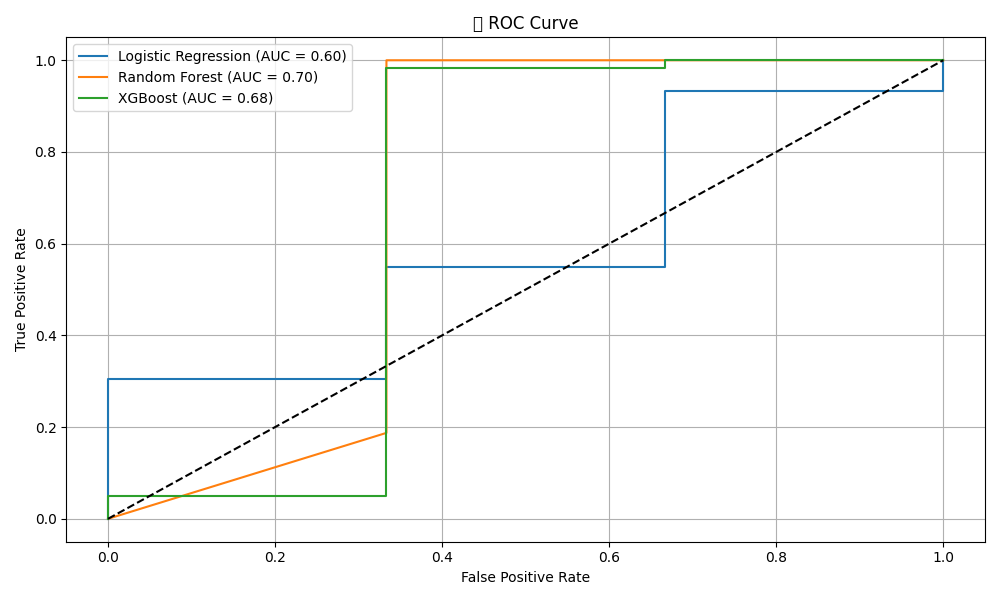 ROC Curve
Logistic Regression (AUC = 0.60)
Random Forest (AUC = 0.70)
XGBoost (AUC = 0.68)
True Positive Rate
1.0
0.8
0.6
0.4
0.2
0.0
0.0 0.2 0.4 0.6 0.8 1.0
False Positive Rate